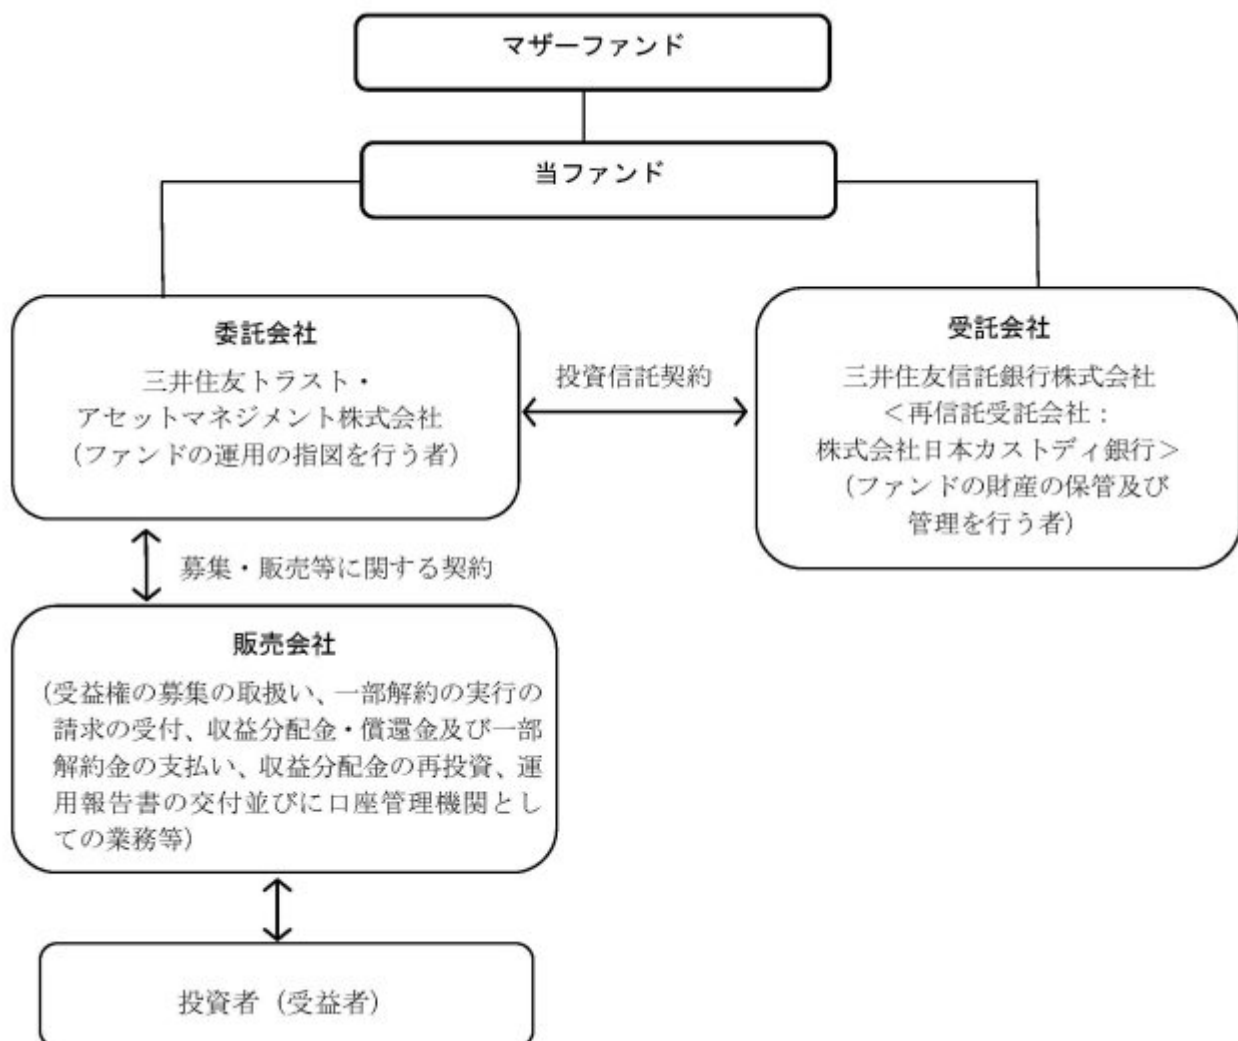 マザーファンド
当ファンド
委託会社
三井住友トラスト・
アセットマネジメント株式会社
（ファンドの運用の指図を行う者）
投資信託契約
受託会社
三井住友信託銀行株式会社
＜再信託受託会社：
株式会社日本カストディ銀行＞
（ファンドの財産の保管及び
管理を行う者）
募集・販売等に関する契約
販売会社
（受益権の募集の取扱い、一部解約の実行の
請求の受付、収益分配金・償還金及び一部
解約金の支払い、収益分配金の再投資、運
用報告書の交付並びに口座管理機関とし
ての業務等）
投資者（受益者）